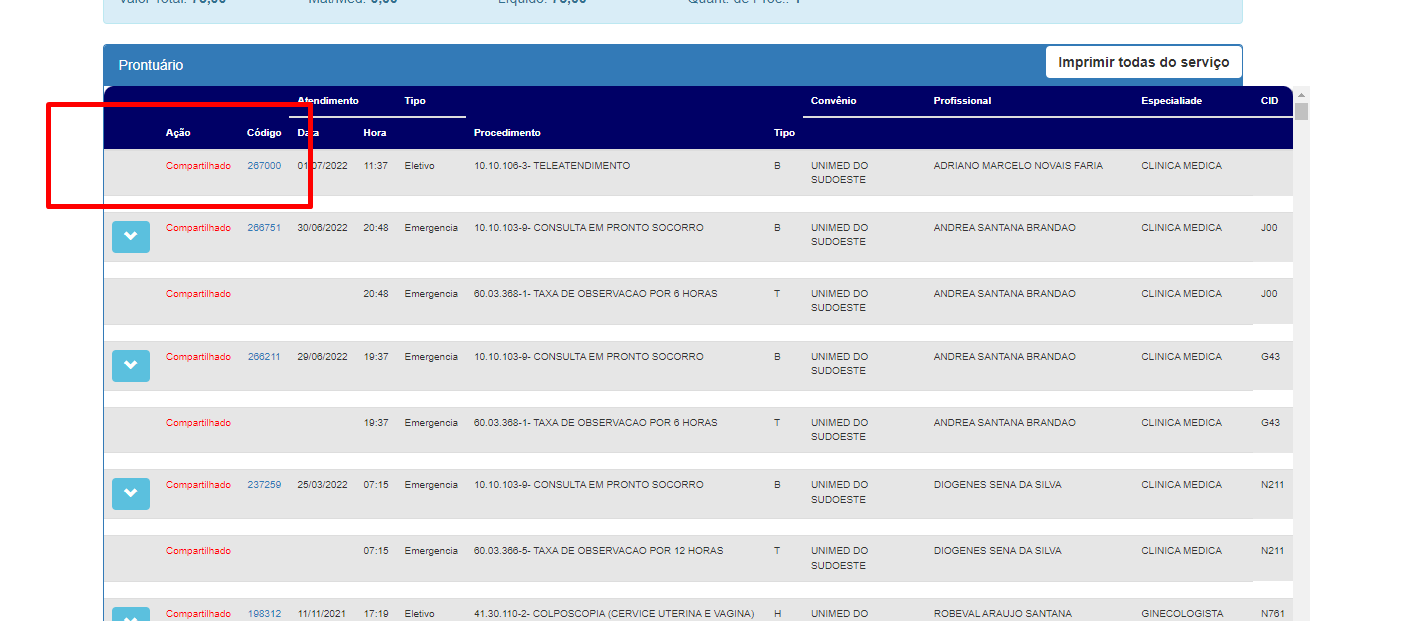 Valor Total: 75,00 Mat/Med: 0,00 Líquido: 75,00 Quant. de Proc.: 1
Prontuário Imprimir todas do serviço
Atendimento Tipo Convênio Profissional Especialiade CID
Ação Código Data Hora Procedimento Tipo
Compartilhado 267000 01/07/2022 11:37 Eletivo 10.10.106-3- TELEATENDIMENTO B UNIMED DO ADRIANO MARCELO NOVAIS FARIA CLINICA MEDICA
SUDOESTE
Compartilhado 266751 30/06/2022 20:48 Emergencia 10.10.103-9- CONSULTA EM PRONTO SOCORRO B UNIMED DO ANDREA SANTANA BRANDAO CLINICA MEDICA J00
SUDOESTE
Compartilhado 20:48 Emergencia 60.03.368-1- TAXA DE OBSERVACAO POR 6 HORAS T UNIMED DO ANDREA SANTANA BRANDAO CLINICA MEDICA J00
SUDOESTE
Compartilhado 266211 29/06/2022 19:37 Emergencia 10.10.103-9- CONSULTA EM PRONTO SOCORRO B UNIMED DO ANDREA SANTANA BRANDAO CLINICA MEDICA G43
SUDOESTE
Compartilhado 19:37 Emergencia 60.03.368-1- TAXA DE OBSERVACAO POR 6 HORAS T UNIMED DO ANDREA SANTANA BRANDAO CLINICA MEDICA G43
SUDOESTE
Compartilhado 237259 25/03/2022 07:15 Emergencia 10.10.103-9- CONSULTA EM PRONTO SOCORRO B UNIMED DO DIOGENES SENA DA SILVA CLINICA MEDICA N211
SUDOESTE
Compartilhado 07:15 Emergencia 60.03.366-5- TAXA DE OBSERVACAO POR 12 HORAS T UNIMED DO DIOGENES SENA DA SILVA CLINICA MEDICA N211
SUDOESTE
Compartilhado 198312 11/11/2021 17:19 Eletivo 41.30.110-2- COLPOSCOPIA (CERVICE UTERINA E VAGINA) H UNIMED DO ROBEVAL ARAUJO SANTANA GINECOLOGISTA N761